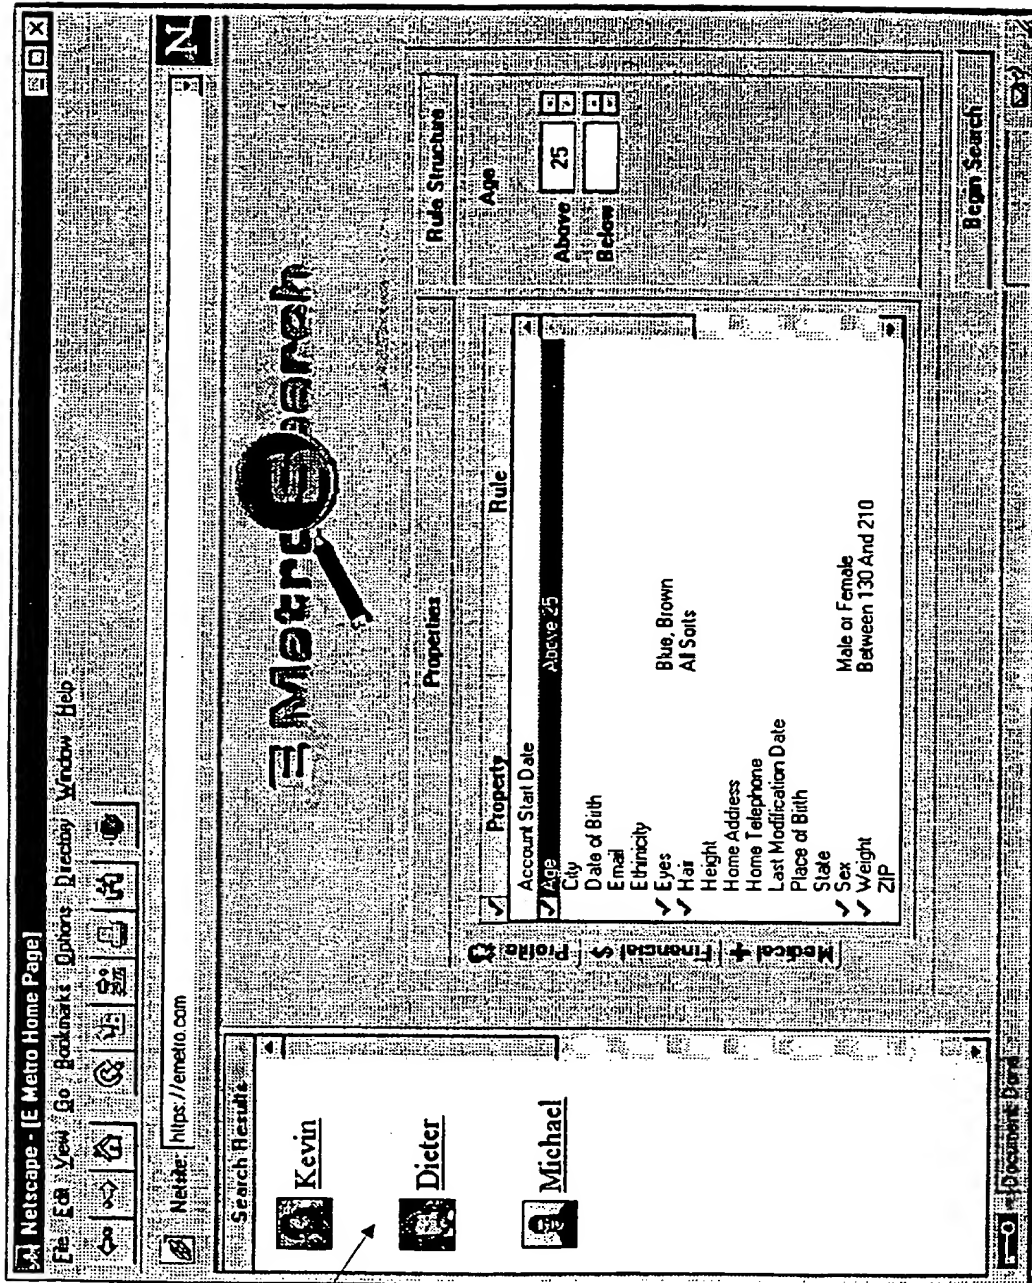 Netscape - [E Metro Home Page]
File Edit View Go Bookmarks Options Directory Window Help
Netsite: https://emetro.com
N
Search Results
Kevin
Dieter
Michael
E Metro Search
Properties
Rule Structure
Profile
$ Financial
Medical
✓ Property Rule
Account Start Date
✓ Age Above 25
City
Date of Birth
Email
Ethinicity
✓ Eyes Blue, Brown
✓ Hair All Sorts
Height
Home Address
Home Telephone
Last Modification Date
Place of Birth
State
✓ Sex Male or Female
✓ Weight Between 130 And 210
ZIP
Age
Above 25
Below
Begin Search
Document: Done